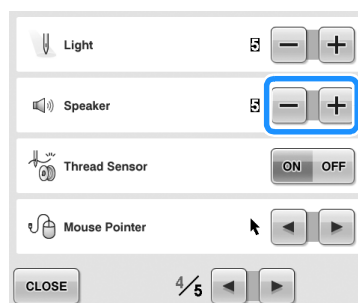 Light 5 − +
Speaker 5 − +
Thread Sensor ON OFF
Mouse Pointer
CLOSE 4/5